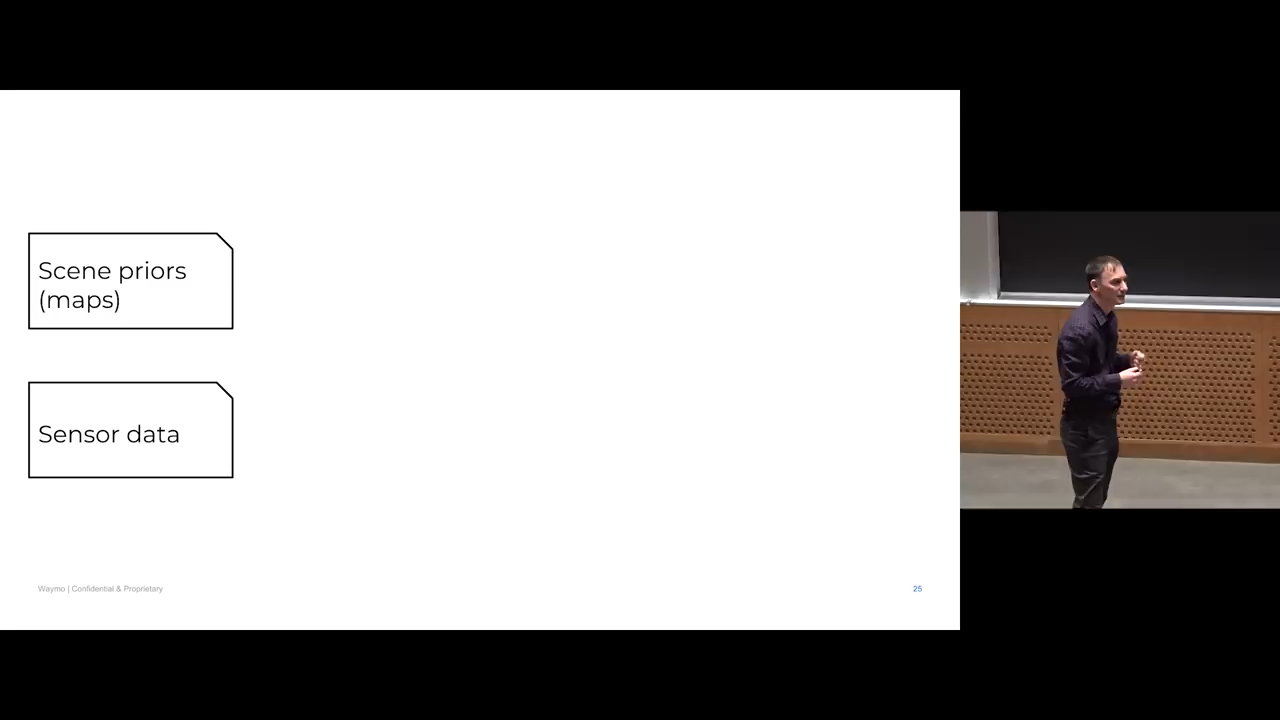 Scene priors
(maps)
Sensor data
Waymo | Confidential & Proprietary
25